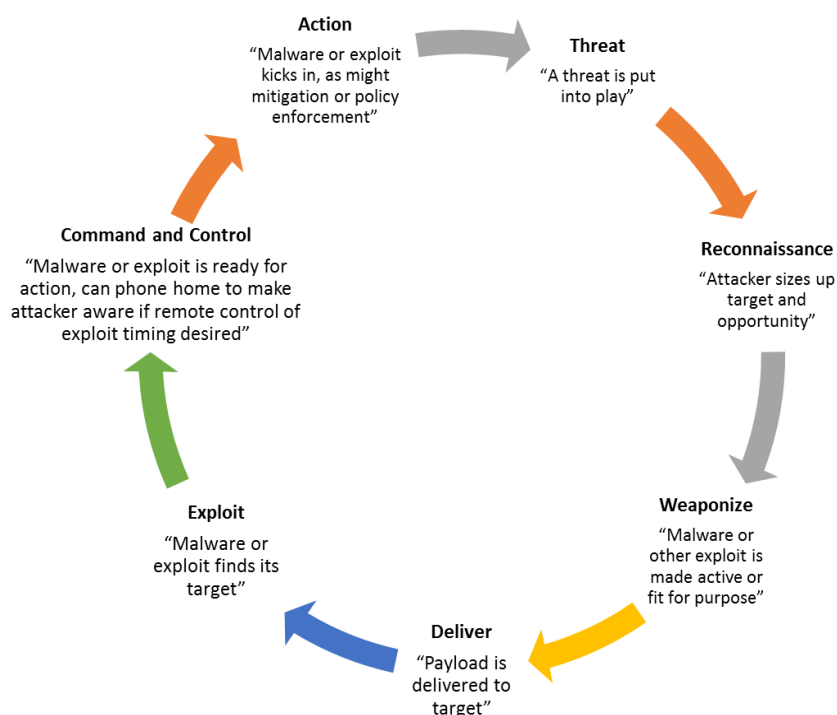 Action
“Malware or exploit
kicks in, as might
mitigation or policy
enforcement”
Threat
“A threat is put
into play”
Reconnaissance
“Attacker sizes up
target and
opportunity”
Weaponize
“Malware or
other exploit is
made active or
fit for purpose”
Deliver
“Payload is
delivered to
target”
Exploit
“Malware or
exploit finds its
target”
Command and Control
“Malware or exploit is ready for
action, can phone home to make
attacker aware if remote control of
exploit timing desired”